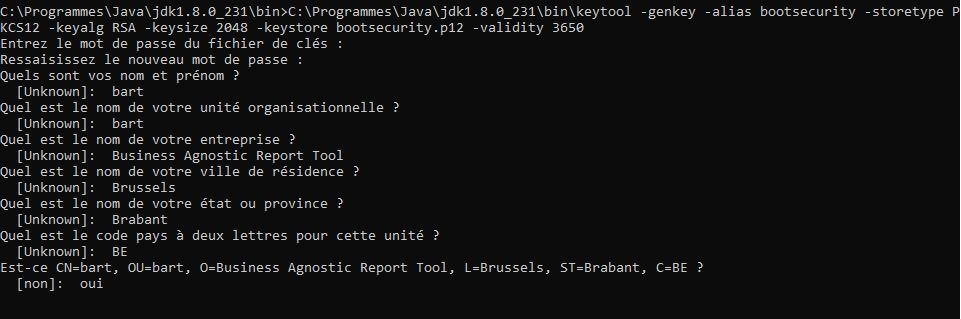 C:\Programmes\Java\jdk1.8.0_231\bin>C:\Programmes\Java\jdk1.8.0_231\bin\keytool -genkey -alias bootsecurity -storetype P
KCS12 -keyalg RSA -keysize 2048 -keystore bootsecurity.p12 -validity 3650
Entrez le mot de passe du fichier de clés :
Ressaisissez le nouveau mot de passe :
Quels sont vos nom et prénom ?
  [Unknown]:  bart
Quel est le nom de votre unité organisationnelle ?
  [Unknown]:  bart
Quel est le nom de votre entreprise ?
  [Unknown]:  Business Agnostic Report Tool
Quel est le nom de votre ville de résidence ?
  [Unknown]:  Brussels
Quel est le nom de votre état ou province ?
  [Unknown]:  Brabant
Quel est le code pays à deux lettres pour cette unité ?
  [Unknown]:  BE
Est-ce CN=bart, OU=bart, O=Business Agnostic Report Tool, L=Brussels, ST=Brabant, C=BE ?
  [non]:  oui